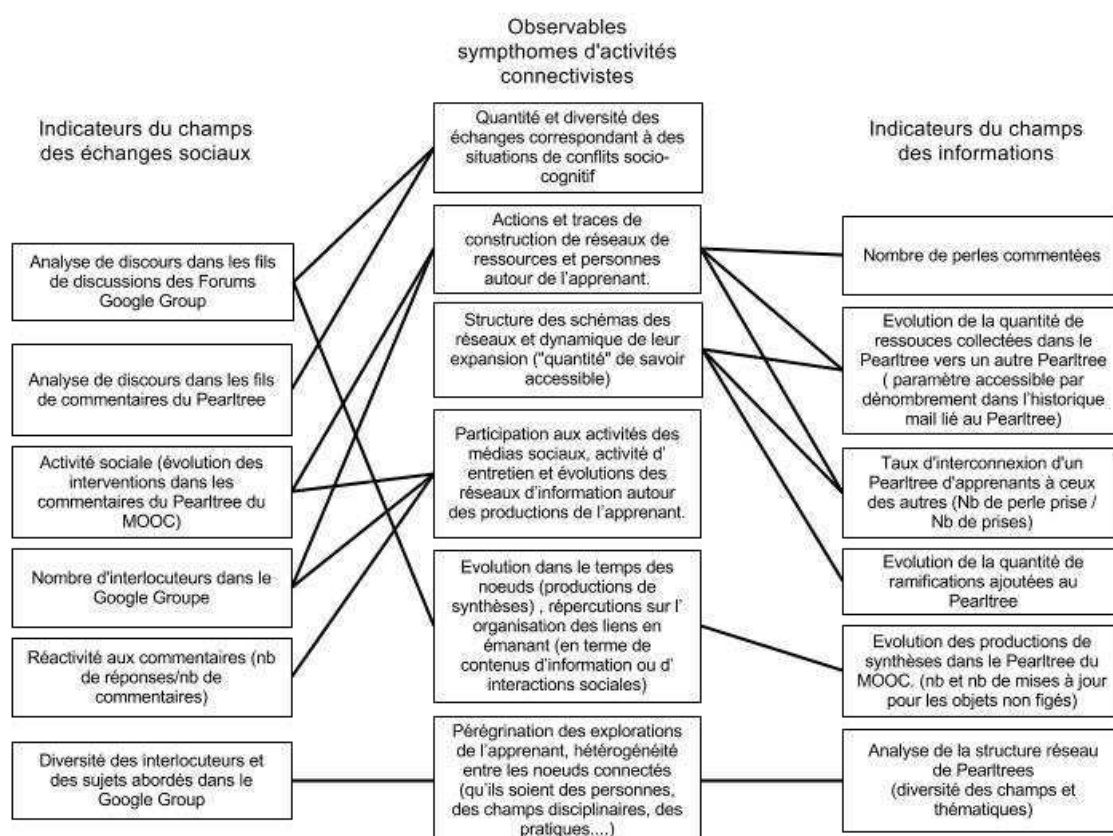 Observables
sympthomes d'activités
connectivistes
Indicateurs du champs
des échanges sociaux
Analyse de discours dans les fils
de discussions des Forums
Google Group
Analyse de discours dans les fils
de commentaires du Pearltree
Activité sociale (évolution des
interventions dans les
commentaires du Pearltree du
MOOC)
Nombre d'interlocuteurs dans le
Google Groupe
Réactivité aux commentaires (nb
de réponses/nb de
commentaires)
Diversité des interlocuteurs et
des sujets abordés dans le
Google Group
Quantité et diversité des
échanges correspondant à des
situations de conflits socio-
cognitif
Actions et traces de
construction de réseaux de
ressources et personnes
autour de l'apprenant.
Structure des schémas des
réseaux et dynamique de leur
expansion ("quantité" de savoir
accessible)
Participation aux activités des
médias sociaux, activité d'
entretien et évolutions des
réseaux d'information autour
des productions de l'apprenant.
Evolution dans le temps des
noeuds (productions de
synthèses) , répercutions sur l'
organisation des liens en
émanant (en terme de
contenus d'information ou d'
interactions sociales)
Pérégrination des explorations
de l'apprenant, hétérogénéité
entre les noeuds connectés
(qu'ils soient des personnes,
des champs disciplinaires, des
pratiques....)
Indicateurs du champs
des informations
Nombre de perles commentées
Evolution de la quantité de
ressouces collectées dans le
Pearltree vers un autre Pearltree
( paramètre accessible par
dénombrement dans l'historique
mail lié au Pearltree)
Taux d'interconnexion d'un
Pearltree d'apprenants à ceux
des autres (Nb de perle prise /
Nb de prises)
Evolution de la quantité de
ramifications ajoutées au
Pearltree
Evolution des productions de
synthèses dans le Pearltree du
MOOC. (nb et nb de mises à jour
pour les objets non figés)
Analyse de la structure réseau
de Pearltrees
(diversité des champs et
thématiques)